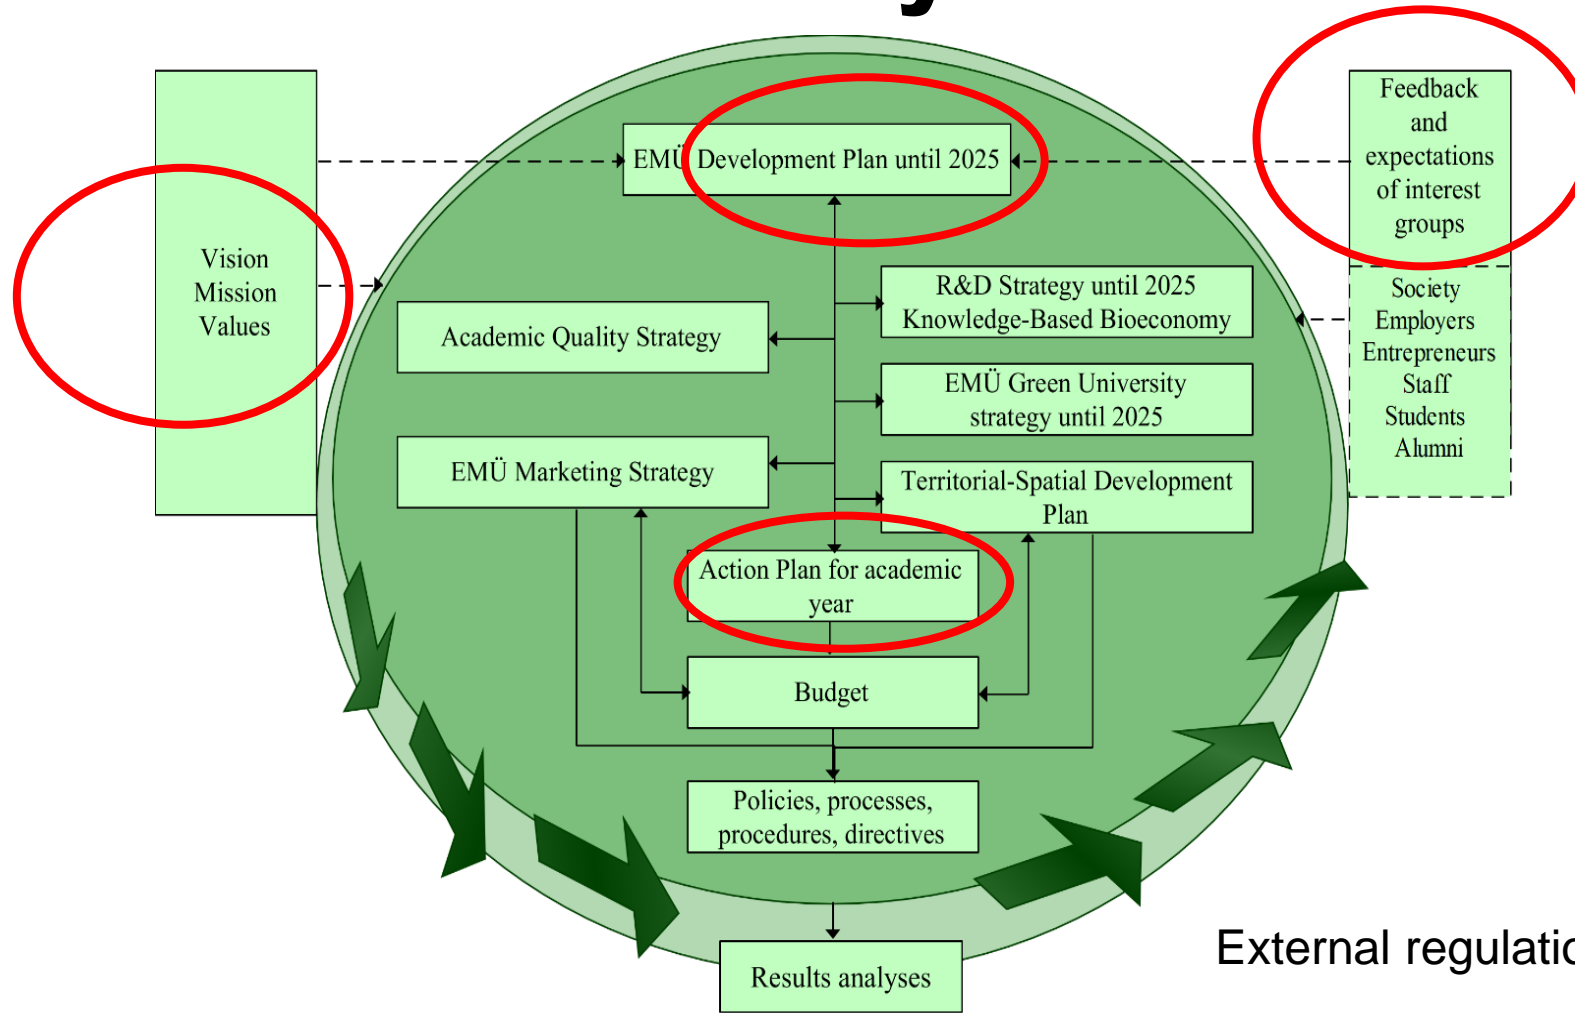 EMÜ Development Plan until 2025
Feedback
and
expectations
of interest
groups
Vision
Mission
Values
Society
Employers
Entrepreneurs
Staff
Students
Alumni
R&D Strategy until 2025
Knowledge-Based Bioeconomy
Academic Quality Strategy
EMÜ Green University
strategy until 2025
EMÜ Marketing Strategy
Territorial-Spatial Development
Plan
Action Plan for academic
year
Budget
Policies, processes,
procedures, directives
External regulatio
Results analyses